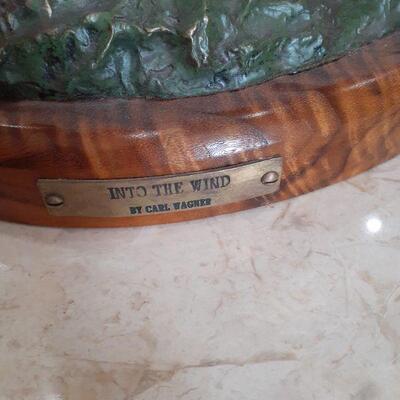 INTO THE WIND
BY CARL WAGNER